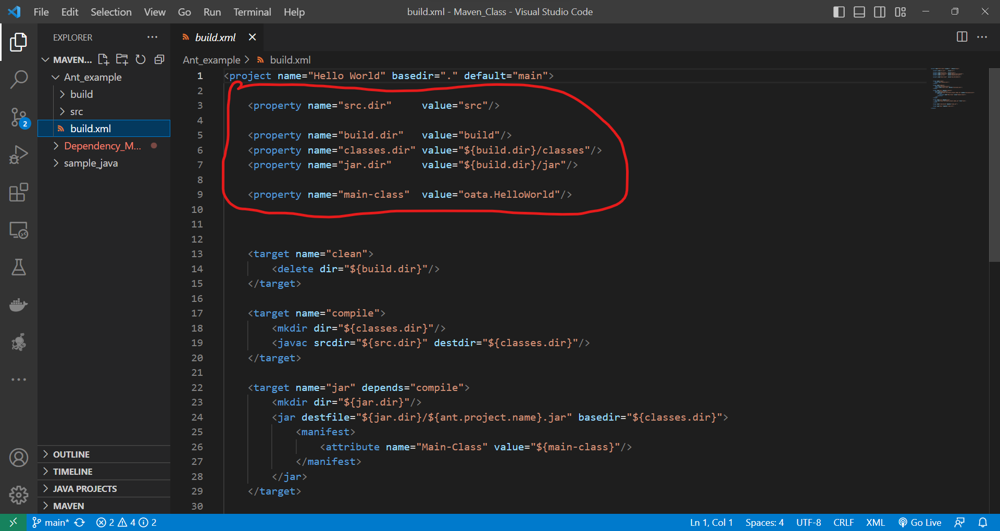 File Edit Selection View Go Run Terminal Help
build.xml - Maven_Class - Visual Studio Code
EXPLORER
MAVEN...
Ant_example
build
src
build.xml
Dependency_M...
sample_java
OUTLINE
TIMELINE
JAVA PROJECTS
MAVEN
2
build.xml
Ant_example > build.xml
1 <project name="Hello World" basedir="." default="main">
2
3 <property name="src.dir" value="src"/>
4
5 <property name="build.dir" value="build"/>
6 <property name="classes.dir" value="${build.dir}/classes"/>
7 <property name="jar.dir" value="${build.dir}/jar"/>
8
9 <property name="main-class" value="oata.HelloWorld"/>
10
11
12
13 <target name="clean">
14 <delete dir="${build.dir}"/>
15 </target>
16
17 <target name="compile">
18 <mkdir dir="${classes.dir}"/>
19 <javac srcdir="${src.dir}" destdir="${classes.dir}"/>
20 </target>
21
22 <target name="jar" depends="compile">
23 <mkdir dir="${jar.dir}"/>
24 <jar destfile="${jar.dir}/${ant.project.name}.jar" basedir="${classes.dir}">
25 <manifest>
26 <attribute name="Main-Class" value="${main-class}"/>
27 </manifest>
28 </jar>
29 </target>
30
main* 2 4 2
Ln 1, Col 1 Spaces: 4 UTF-8 CRLF XML Go Live